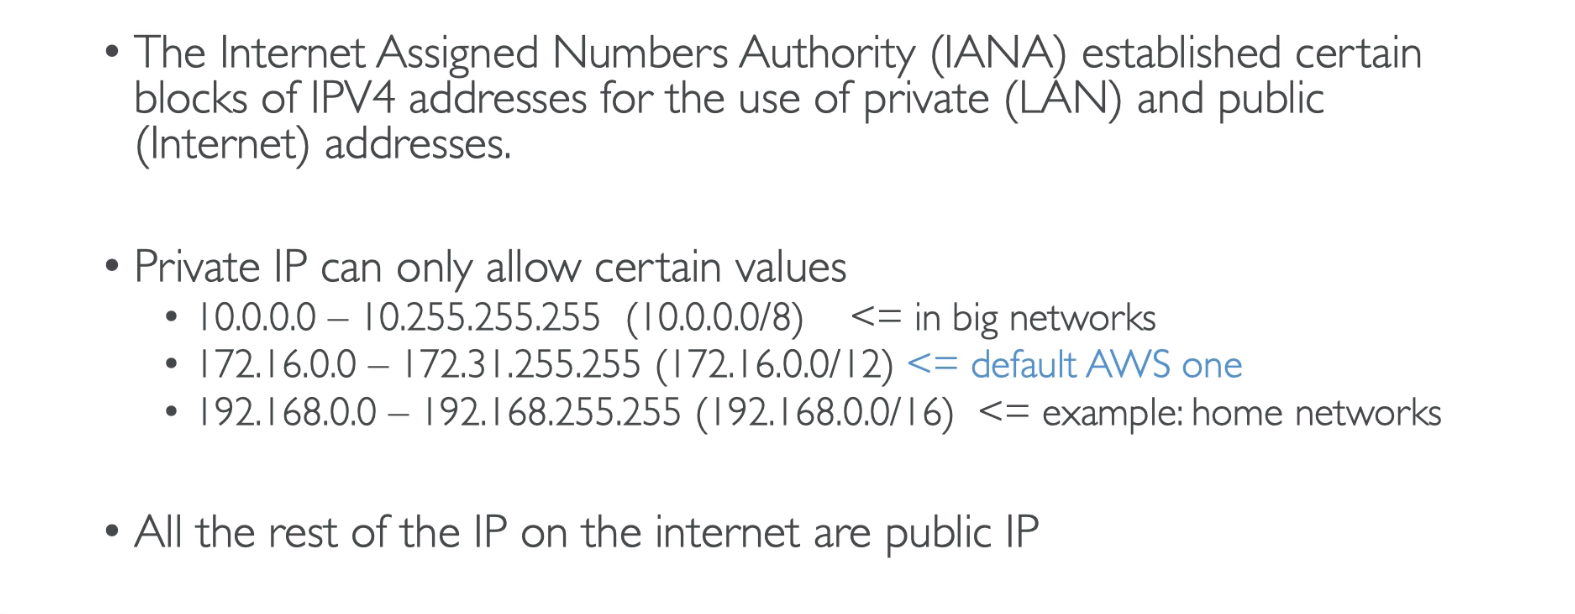 • The Internet Assigned Numbers Authority (IANA) established certain
blocks of IPV4 addresses for the use of private (LAN) and public
(Internet) addresses.
• Private IP can only allow certain values
• 10.0.0.0 – 10.255.255.255 (10.0.0.0/8) <= in big networks
• 172.16.0.0 – 172.31.255.255 (172.16.0.0/12) <= default AWS one
• 192.168.0.0 – 192.168.255.255 (192.168.0.0/16) <= example: home networks
• All the rest of the IP on the internet are public IP